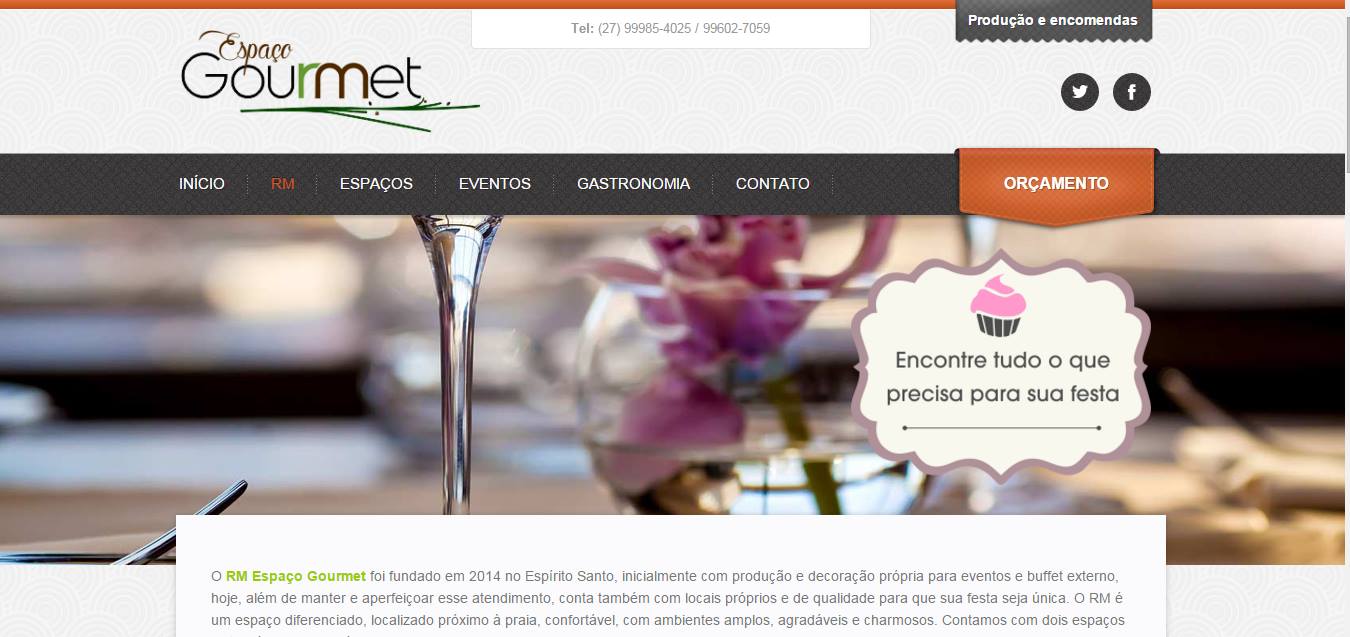 Tel: (27) 99985-4025 / 99602-7059
Produção e encomendas
Espaço
Gourmet
INÍCIO
RM
ESPAÇOS
EVENTOS
GASTRONOMIA
CONTATO
ORÇAMENTO
Encontre tudo o que
precisa para sua festa
O RM Espaço Gourmet foi fundado em 2014 no Espírito Santo, inicialmente com produção e decoração própria para eventos e buffet externo,
hoje, além de manter e aperfeiçoar esse atendimento, conta também com locais próprios e de qualidade para que sua festa seja única. O RM é
um espaço diferenciado, localizado próximo à praia, confortável, com ambientes amplos, agradáveis e charmosos. Contamos com dois espaços